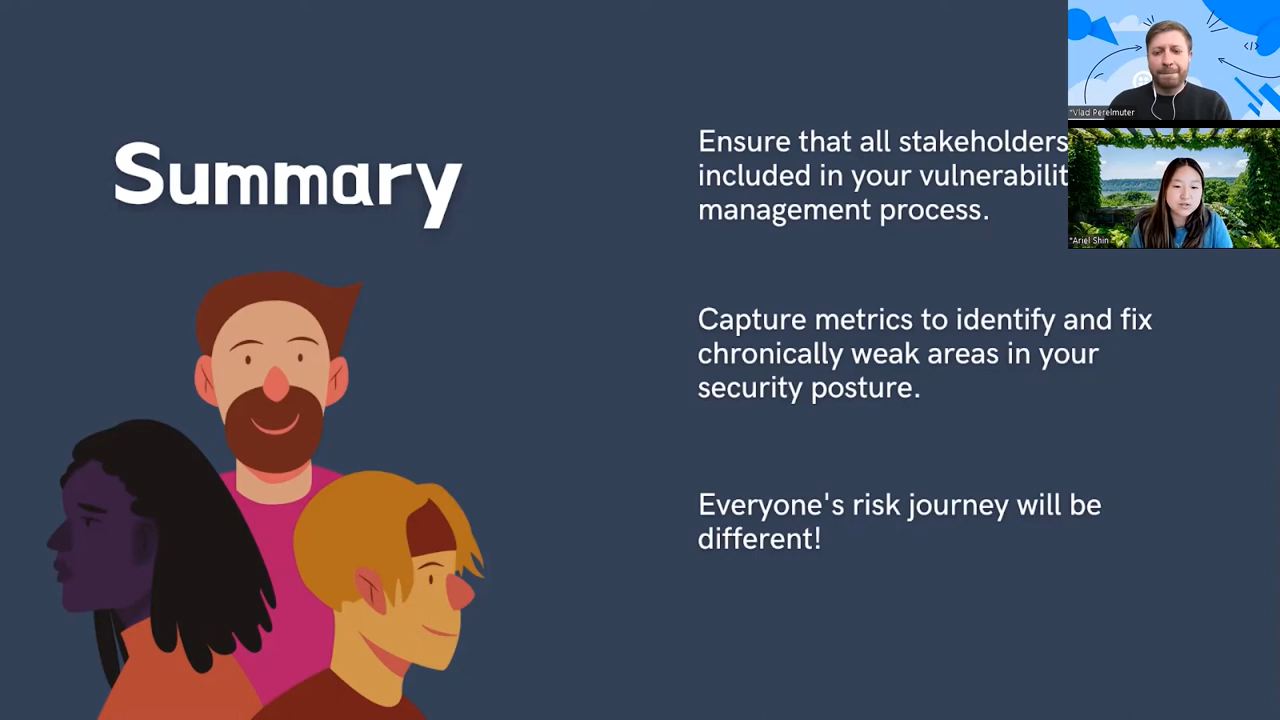 Summary
Ensure that all stakeholders
included in your vulnerabilit
management process.
Capture metrics to identify and fix
chronically weak areas in your
security posture.
Everyone's risk journey will be
different!
*Vlad Perelmuter
*Ariel Shin